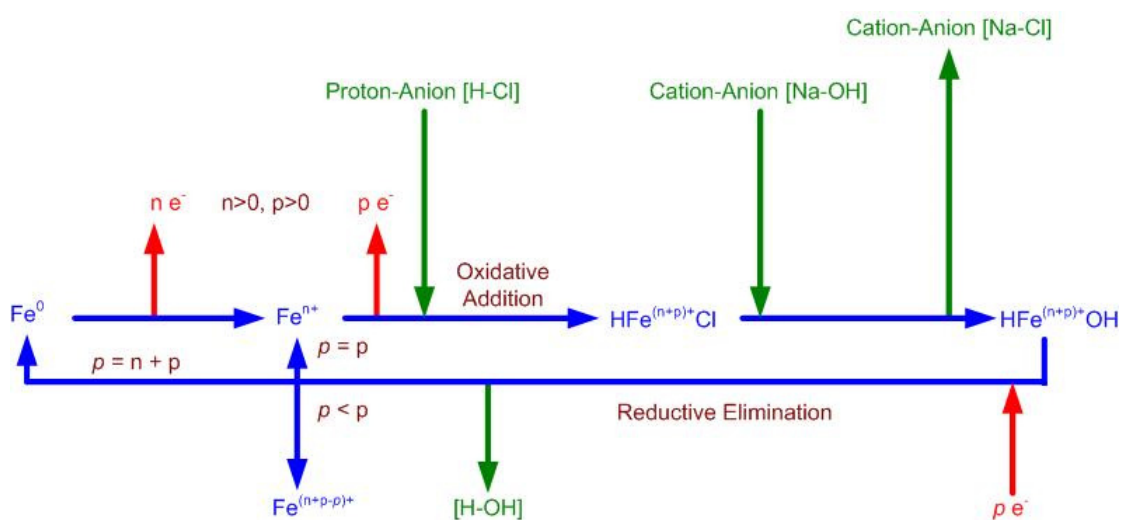 Cation-Anion [Na-Cl]
Proton-Anion [H-Cl]
Cation-Anion [Na-OH]
n e⁻
n>0, p>0
p e⁻
Oxidative
Addition
Fe⁰
Feⁿ⁺
HFe⁽ⁿ⁺ᵖ⁾⁺Cl
HFe⁽ⁿ⁺ᵖ⁾⁺OH
p = n + p
p = p
p < p
Reductive Elimination
Fe⁽ⁿ⁺ᵖ⁻ᵖ⁾⁺
[H-OH]
p e⁻